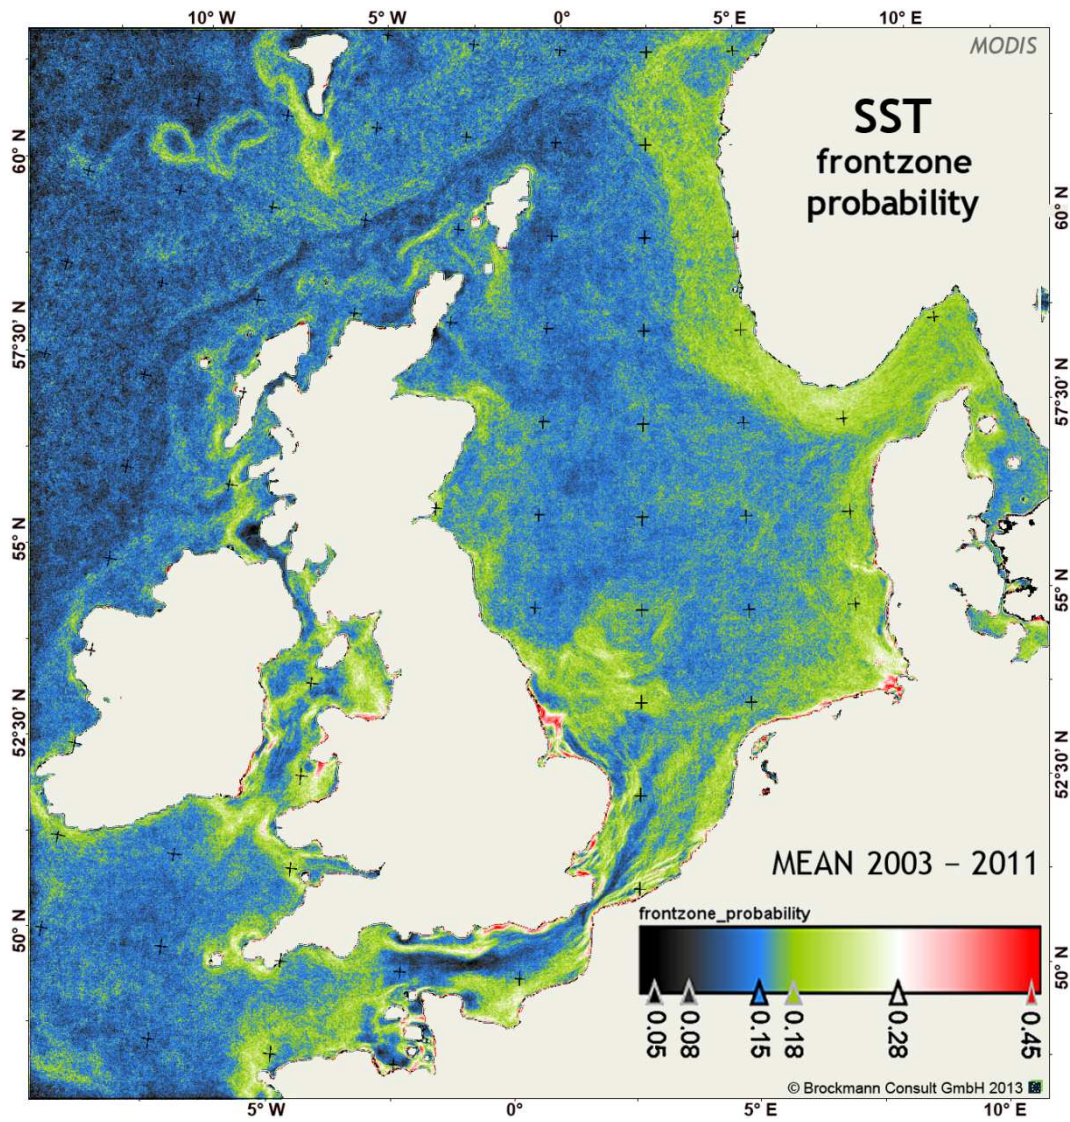 10° W 5° W 0° 5° E 10° E
MODIS
SST
frontzone
probability
60° N
57°30' N
55° N
52°30' N
50° N
60° N
57°30' N
55° N
52°30' N
50° N
MEAN 2003 – 2011
frontzone_probability
0.05 0.08 0.15 0.18 0.28 0.45
© Brockmann Consult GmbH 2013
5° W 0° 5° E 10° E